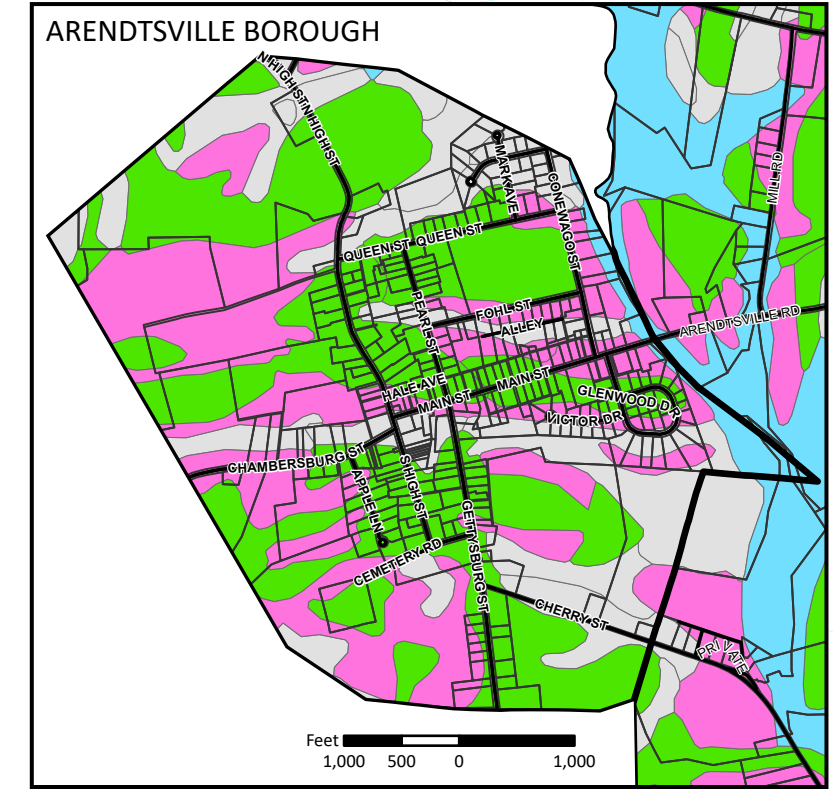 ARENDTSVILLE BOROUGH
N HIGH ST
N HIGH ST
MARK AVE
CONEWAGO ST
MILL RD
QUEEN ST
QUEEN ST
PEARL ST
FOHL ST
ALLEY
ARENDTSVILLE RD
HALE AVE
MAIN ST
MAIN ST
GLENWOOD DR
VICTOR DR
CHAMBERSBURG ST
APPLE LN
S HIGH ST
GETTYSBURG ST
CEMETERY RD
CHERRY ST
PRIVATE
Feet
1,000 500 0 1,000